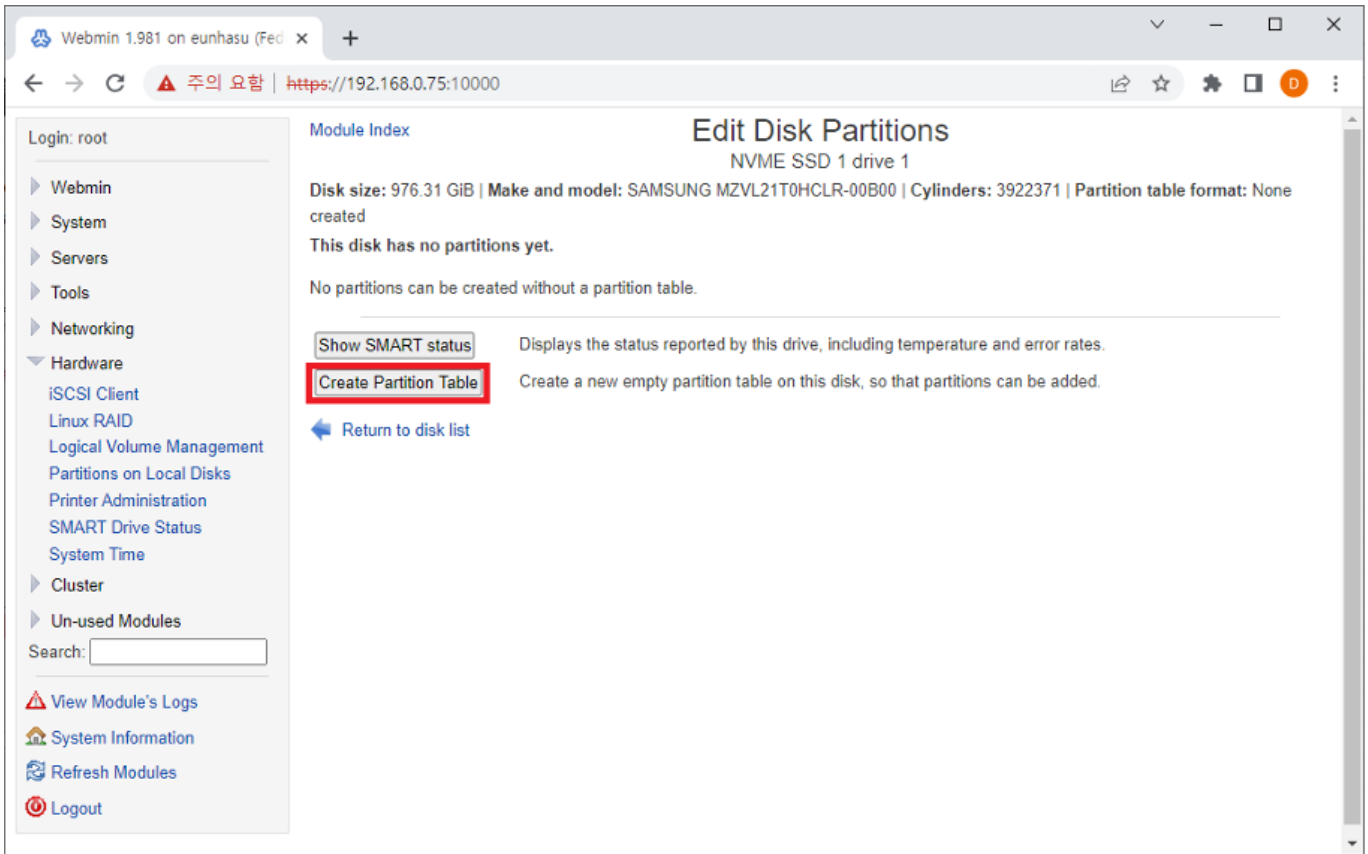 Webmin 1.981 on eunhasu (Fed
주의 요함 | https://192.168.0.75:10000
D
Login: root
Webmin
System
Servers
Tools
Networking
Hardware
iSCSI Client
Linux RAID
Logical Volume Management
Partitions on Local Disks
Printer Administration
SMART Drive Status
System Time
Cluster
Un-used Modules
Search:
View Module's Logs
System Information
Refresh Modules
Logout
Module Index
Edit Disk Partitions
NVME SSD 1 drive 1
Disk size: 976.31 GiB | Make and model: SAMSUNG MZVL21T0HCLR-00B00 | Cylinders: 3922371 | Partition table format: None
created
This disk has no partitions yet.
No partitions can be created without a partition table.
Show SMART status Displays the status reported by this drive, including temperature and error rates.
Create Partition Table Create a new empty partition table on this disk, so that partitions can be added.
Return to disk list